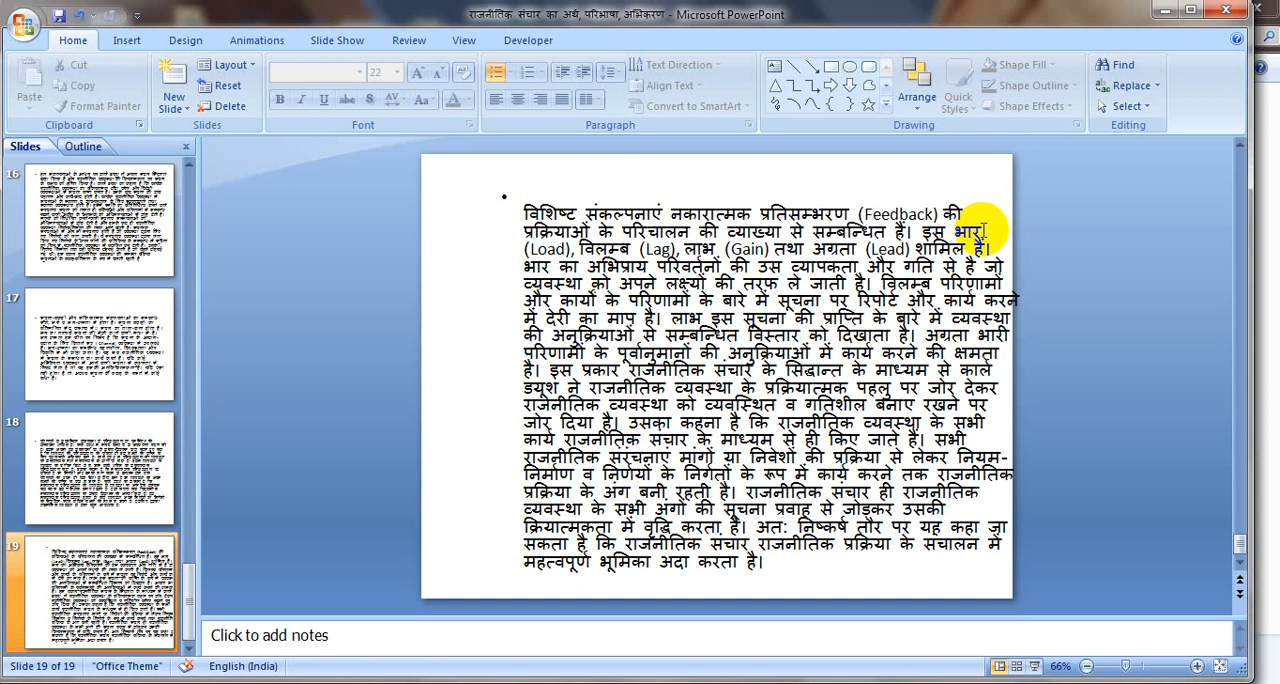 राजनीतिक संचार का अर्थ, परिभाषा, अभिकरण - Microsoft PowerPoint
Home Insert Design Animations Slide Show Review View Developer
Paste Cut Copy Format Painter Clipboard
New Slide Layout Reset Delete Slides
22 Font
Text Direction Align Text Convert to SmartArt Paragraph
Arrange Quick Styles Shape Fill Shape Outline Shape Effects Drawing
Find Replace Select Editing
Slides Outline
16
17
18
19
• विशिष्ट संकल्पनाएं नकारात्मक प्रतिसम्भरण (Feedback) की
प्रक्रियाओं के परिचालन की व्याख्या से सम्बन्धित हैं। इस भार
(Load), विलम्ब (Lag), लाभ (Gain) तथा अग्रता (Lead) शामिल हैं।
भार का अभिप्राय परिवर्तनों की उस व्यापकता और गति से है जो
व्यवस्था को अपने लक्ष्यों की तरफ ले जाती है। विलम्ब परिणामों
और कार्यों के परिणामों के बारे में सूचना पर रिपोर्ट और कार्य करने
में देरी का माप है। लाभ इस सूचना की प्राप्ति के बारे में व्यवस्था
की अनुक्रियाओं से सम्बन्धित विस्तार को दिखाता है। अग्रता भारी
परिणामों के पूर्वानुमानों की अनुक्रियाओं में कार्य करने की क्षमता
है। इस प्रकार राजनीतिक संचार के सिद्धान्त के माध्यम से कार्ल
डयूश ने राजनीतिक व्यवस्था के प्रक्रियात्मक पहलु पर जोर देकर
राजनीतिक व्यवस्था को व्यवस्थित व गतिशील बनाए रखने पर
जोर दिया है। उसका कहना है कि राजनीतिक व्यवस्था के सभी
कार्य राजनीतिक संचार के माध्यम से ही किए जाते हैं। सभी
राजनीतिक संरंचनाएं मांगों या निवेशों की प्रक्रिया से लेकर नियम-
निर्माण व निर्णयों के निर्गतों के रूप में कार्य करने तक राजनीतिक
प्रक्रिया के अंग बनी रहती है। राजनीतिक संचार ही राजनीतिक
व्यवस्था के सभी अंगों की सूचना प्रवाह से जोड़कर उसकी
क्रियात्मकता में वृद्धि करता है। अत: निष्कर्ष तौर पर यह कहा जा
सकता है कि राजनीतिक संचार राजनीतिक प्रक्रिया के संचालन में
महत्वपूर्ण भूमिका अदा करता है।
Click to add notes
Slide 19 of 19 "Office Theme" English (India) 66%